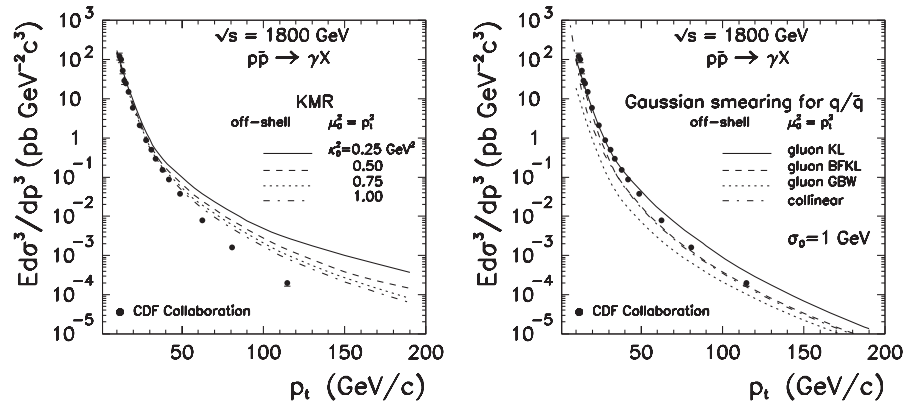 √s = 1800 GeV
pp̄ → γX
KMR
off-shell μ₀² = pₜ²
κ₀²=0.25 GeV²
0.50
0.75
1.00
● CDF Collaboration
Edσ³/dp³ (pb GeV⁻²c³)
10³
10²
10
1
10⁻¹
10⁻²
10⁻³
10⁻⁴
10⁻⁵
50 100 150 200
pₜ (GeV/c)
√s = 1800 GeV
pp̄ → γX
Gaussian smearing for q/q̄
off-shell μ₀² = pₜ²
gluon KL
gluon BFKL
gluon GBW
collinear
σ₀=1 GeV
● CDF Collaboration
Edσ³/dp³ (pb GeV⁻²c³)
10³
10²
10
1
10⁻¹
10⁻²
10⁻³
10⁻⁴
10⁻⁵
50 100 150 200
pₜ (GeV/c)